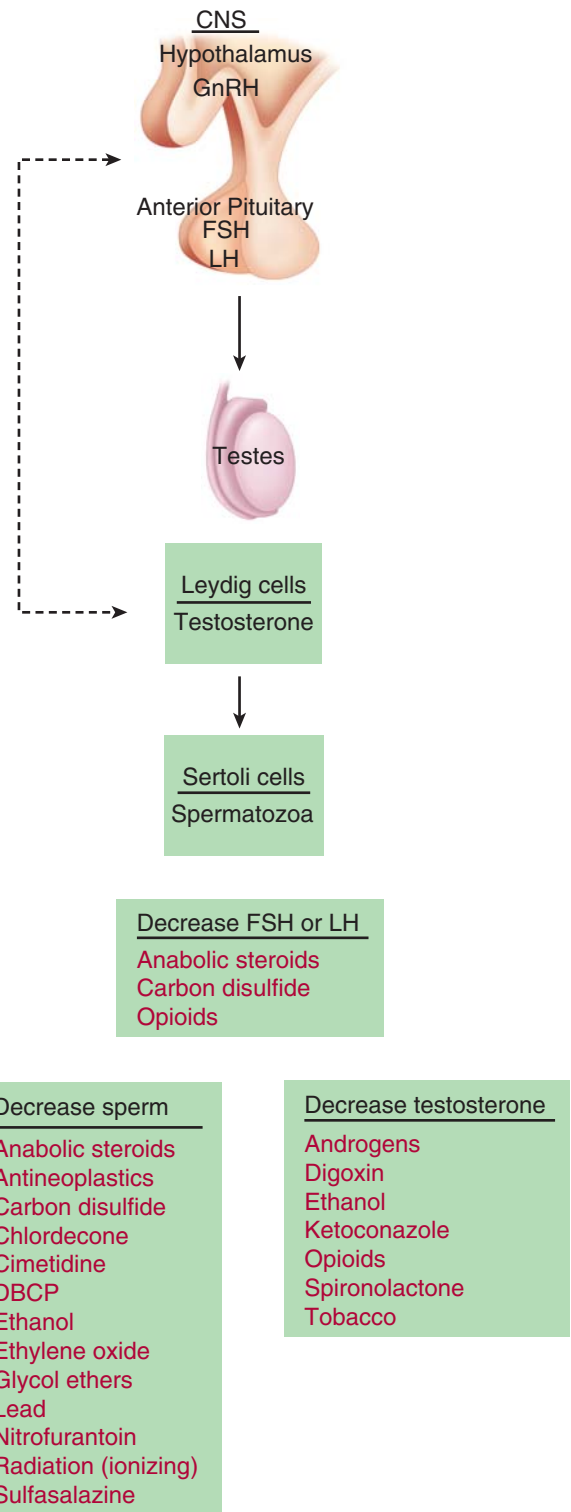 CNS
Hypothalamus
GnRH
Anterior Pituitary
FSH
LH
Testes
Leydig cells
Testosterone
Sertoli cells
Spermatozoa
Decrease FSH or LH
Anabolic steroids
Carbon disulfide
Opioids
Decrease sperm
Anabolic steroids
Antineoplastics
Carbon disulfide
Chlordecone
Cimetidine
DBCP
Ethanol
Ethylene oxide
Glycol ethers
Lead
Nitrofurantoin
Radiation (ionizing)
Sulfasalazine
Decrease testosterone
Androgens
Digoxin
Ethanol
Ketoconazole
Opioids
Spironolactone
Tobacco